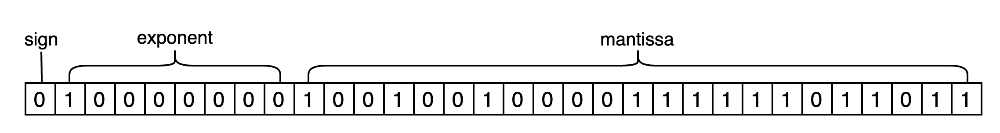 sign exponent mantissa
0 1 0 0 0 0 0 0 0 1 0 0 1 0 0 1 0 0 0 0 1 1 1 1 1 1 0 1 1 0 1 1